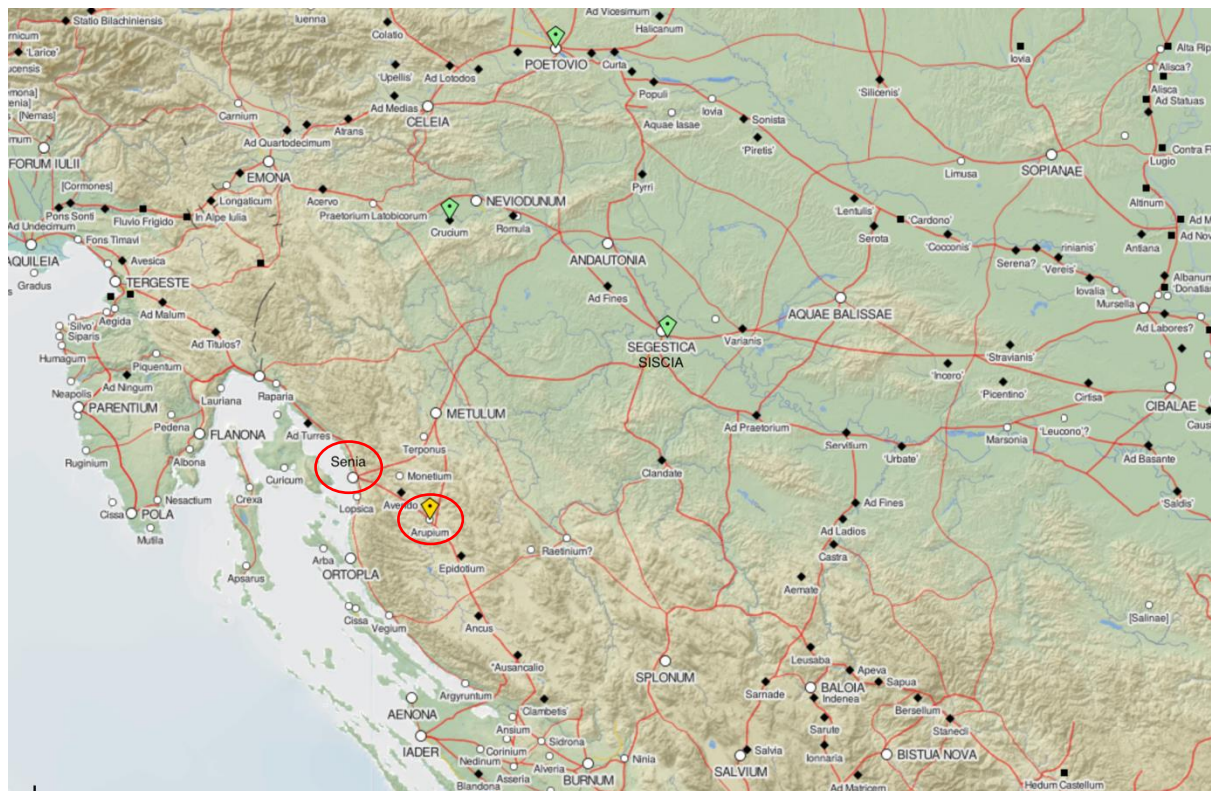 Statio Bilachiniensis
Iuenna
Colatio
Ad Vicesimum
Halicanum
'Larice'
'Upellis'
Ad Lotodos
POETOVIO
Curta
Iovia
Alta Rip
Alisca?
Alisca
Ad Statuas
[Nemas]
Ad Medias
Populi
'Silicenis'
Carnium
Atrans
CELEIA
Aquae Iasae
Iovia
Sonista
'Piretis'
FORUM IULII
Ad Quartodecimum
EMONA
Contra F
Lugio
Limusa
SOPIANAE
[Cormones]
Longaticum
Acervo
Pyrri
Altinum
Pons Sonti
Fluvio Frigido
In Alpe Iulia
Praetorium Latobicorum
NEVIODUNUM
'Lentulis'
'Cardono'
Ad Undecimum
Crucium
Romula
Serota
'Cocconis'
Antiana
Fons Timavi
ANDAUTONIA
Serena?
'Vereis'
AQUILEIA
Gradus
Avesica
TERGESTE
Ad Fines
Iovalia
Mursella
Ad Malum
Aegida
AQUAE BALISSAE
Ad Labores?
'Silvo'
Siparis
Ad Titulos?
SEGESTICA
SISCIA
Varianis
'Stravianis'
Humagum
Piquentum
'Incero'
'Picentino'
Cirtisa
Neapolis
Ad Ningum
Lauriana
Raparia
PARENTIUM
Pedena
METULUM
CIBALAE
FLANONA
Ad Turres
Ad Praetorium
Servitium
'Leucono'?
Marsonia
Terponus
Ruginium
Albona
Senia
'Urbate'
Ad Basante
Curicum
Monetium
Clandate
Nesactium
Crexa
Lopsica
Avendo
'Saldis'
Cissa
POLA
Mutila
Arupium
Ad Fines
Ad Ladios
Arba
ORTOPLA
Epidotium
Raetinium?
Castra
Apsarus
Aemate
Cissa
Vegium
Ancus
[Salinae]
'Ausancalio
Leusaba
Argyruntum
SPLONUM
Sarnade
BALOIA
Apeva
Sapua
AENONA
'Clambetis'
Indenea
Bersellum
Ansium
Sarute
Stanecli
IADER
Sidrona
Corinium
Nedinum
Alveria
Ninia
Salvia
Ionnaria
BISTUA NOVA
Asseria
Blandona
BURNUM
SALVIUM
Ad Matricem
Hedum Castellum